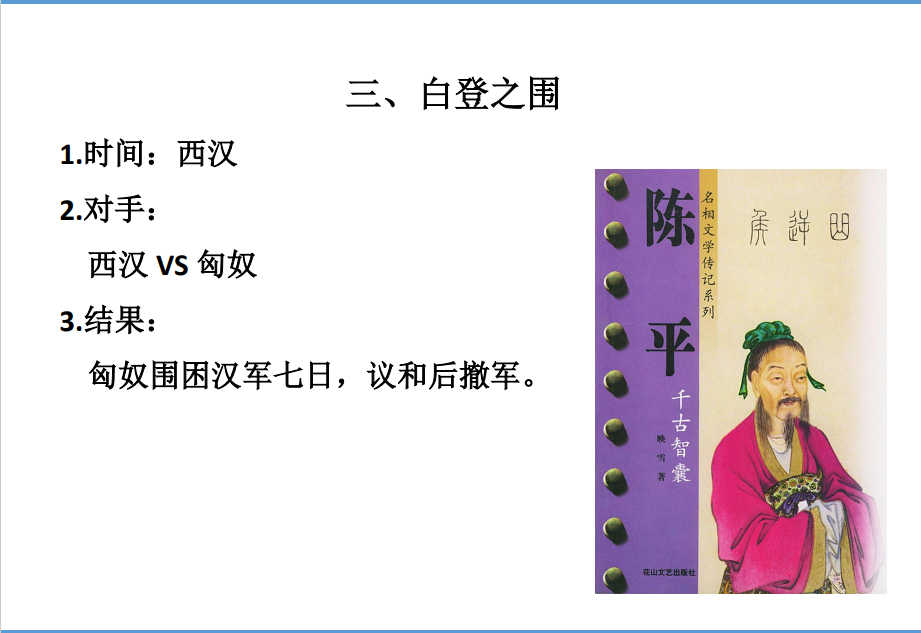 三、白登之围
1.时间：西汉
2.对手：
西汉 VS 匈奴
3.结果：
匈奴围困汉军七日，议和后撤军。
陈平
千古智囊
映雪 著
名相文学传记系列
花山文艺出版社